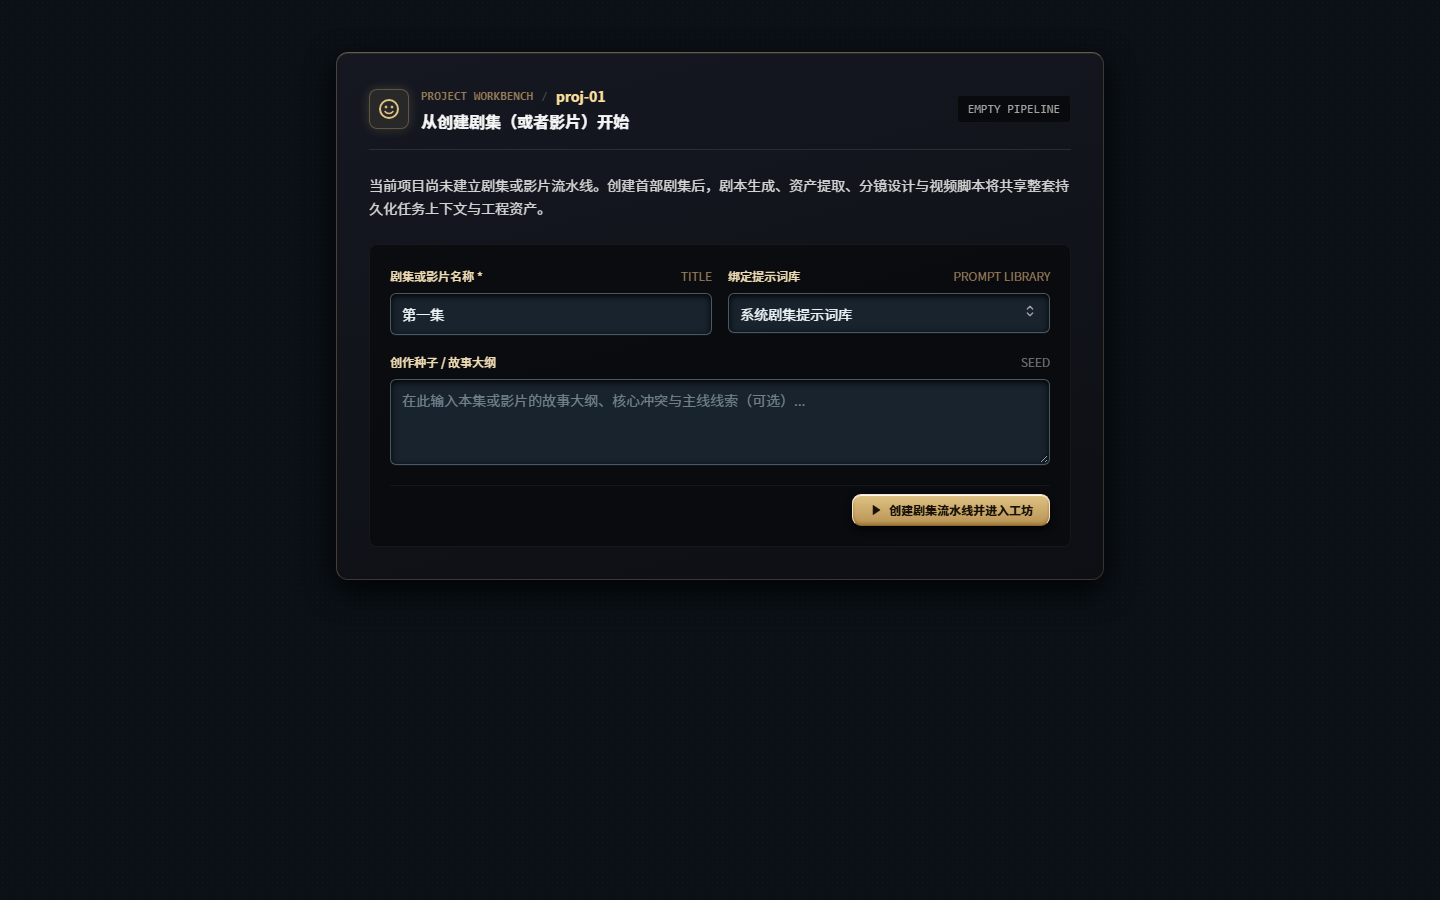 PROJECT WORKBENCH / proj-01
从创建剧集（或者影片）开始
EMPTY PIPELINE
当前项目尚未建立剧集或影片流水线。创建首部剧集后，剧本生成、资产提取、分镜设计与视频脚本将共享整套持
久化任务上下文与工程资产。
剧集或影片名称 * TITLE
第一集
绑定提示词库 PROMPT LIBRARY
系统剧集提示词库
创作种子 / 故事大纲 SEED
在此输入本集或影片的故事大纲、核心冲突与主线线索（可选）...
创建剧集流水线并进入工坊